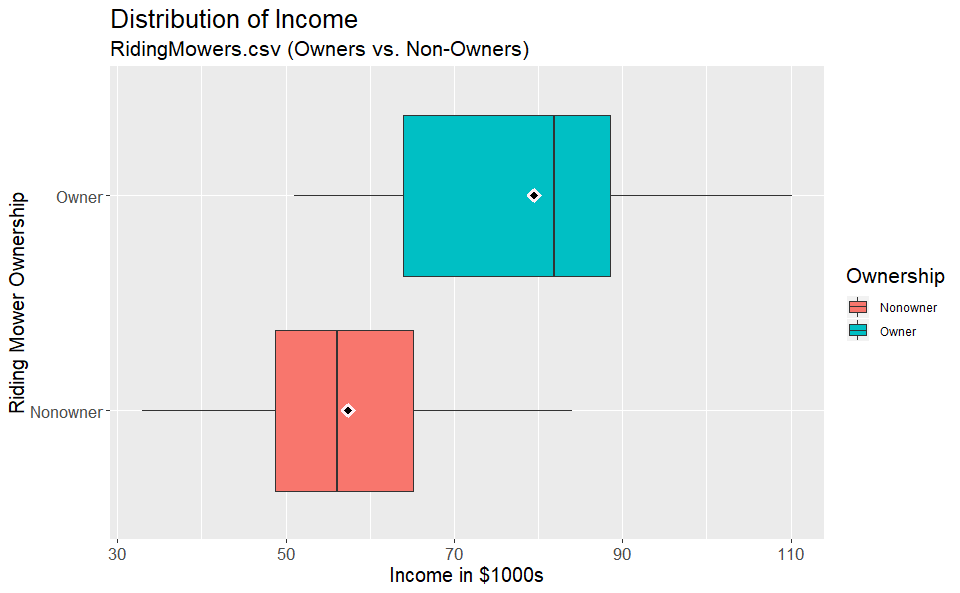 Distribution of Income
RidingMowers.csv (Owners vs. Non-Owners)
Riding Mower Ownership
Owner
Nonowner
30 50 70 90 110
Income in $1000s
Ownership
Nonowner
Owner